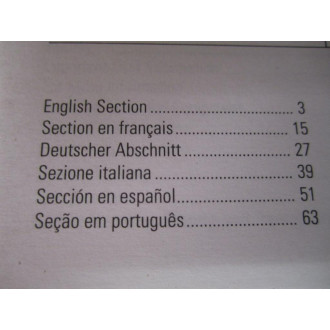 English Section........................ 3
Section en français.................... 15
Deutscher Abschnitt.................... 27
Sezione italiana....................... 39
Sección en español..................... 51
Seção em português..................... 63